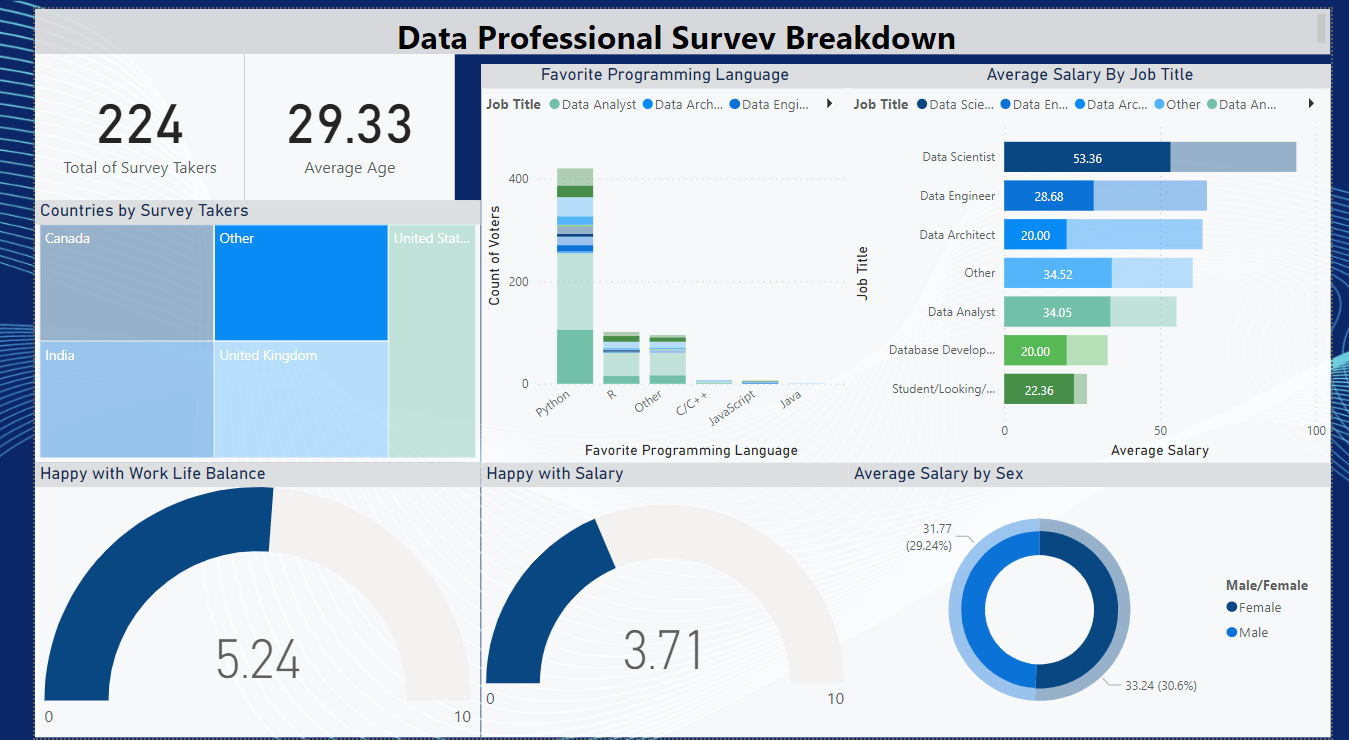 Data Professional Survey Breakdown
224
Total of Survey Takers
29.33
Average Age
Countries by Survey Takers
Canada
Other
United Stat...
India
United Kingdom
Favorite Programming Language
Job Title Data Analyst Data Arch... Data Engi...
Count of Voters
400
200
0
Python
R
Other
C/C++
JavaScript
Java
Favorite Programming Language
Average Salary By Job Title
Job Title Data Scie... Data En... Data Arc... Other Data An...
Job Title
Data Scientist 53.36
Data Engineer 28.68
Data Architect 20.00
Other 34.52
Data Analyst 34.05
Database Develop... 20.00
Student/Looking/... 22.36
0 50 100
Average Salary
Happy with Work Life Balance
5.24
0 10
Happy with Salary
3.71
0 10
Average Salary by Sex
31.77
(29.24%)
33.24 (30.6%)
Male/Female
Female
Male